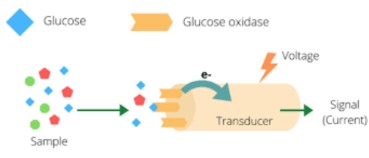 Glucose
Glucose oxidase
Voltage
e-
Transducer
Signal
(Current)
Sample